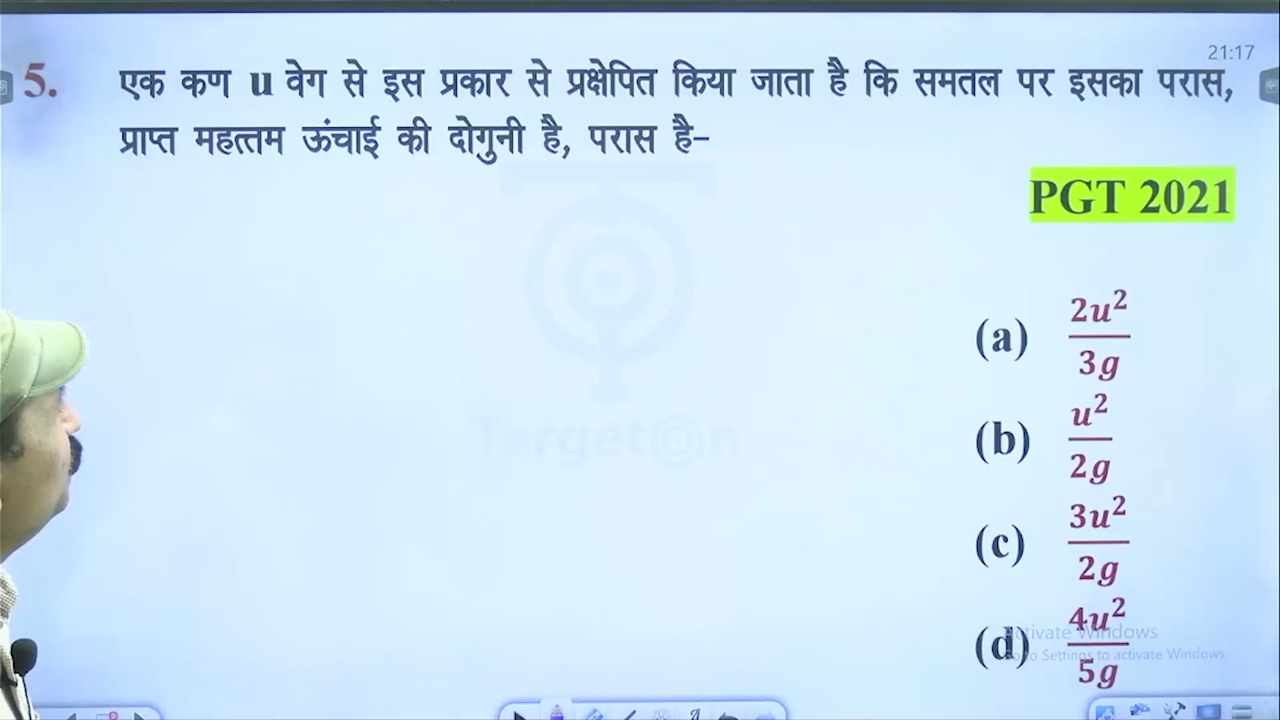 21:17
5. एक कण u वेग से इस प्रकार से प्रक्षेपित किया जाता है कि समतल पर इसका परास,
प्राप्त महत्तम ऊंचाई की दोगुनी है, परास है-
PGT 2021
Target@n
(a) 2u²/3g
(b) u²/2g
(c) 3u²/2g
(d) 4u²/5g
Activate Windows
Go to Settings to activate Windows